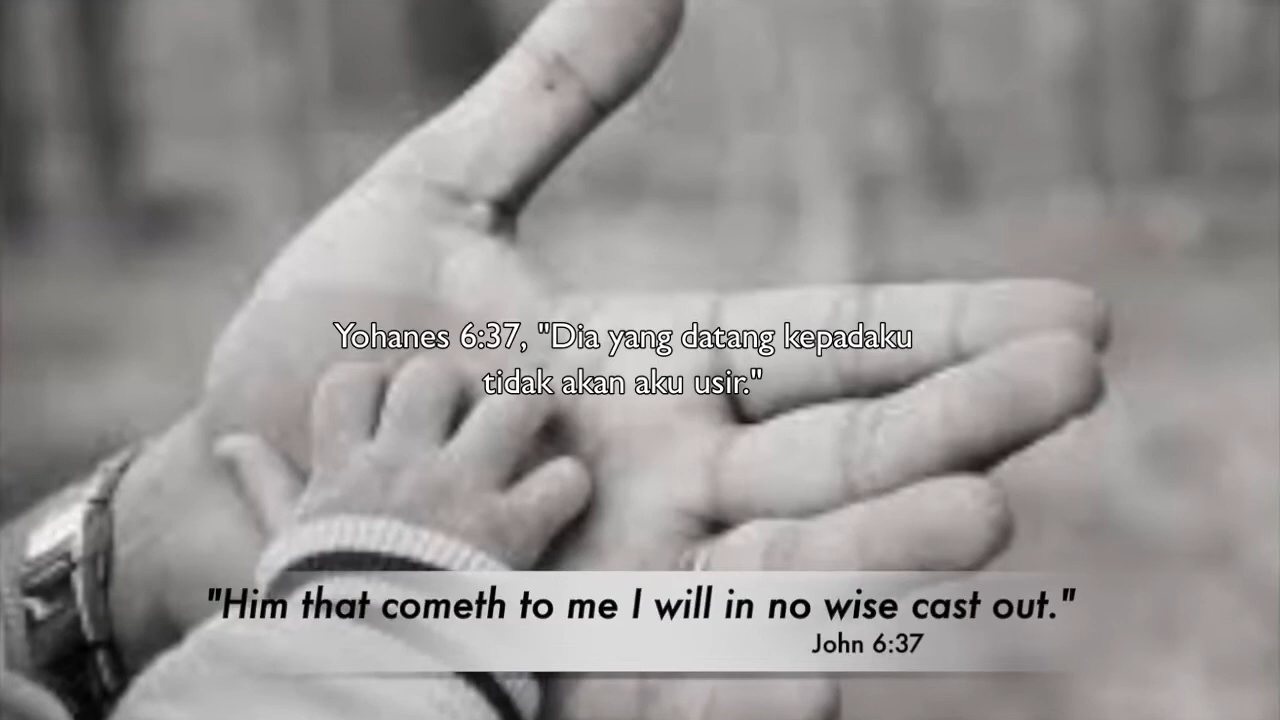 Yohanes 6:37, "Dia yang datang kepadaku
tidak akan aku usir."
"Him that cometh to me I will in no wise cast out."
John 6:37